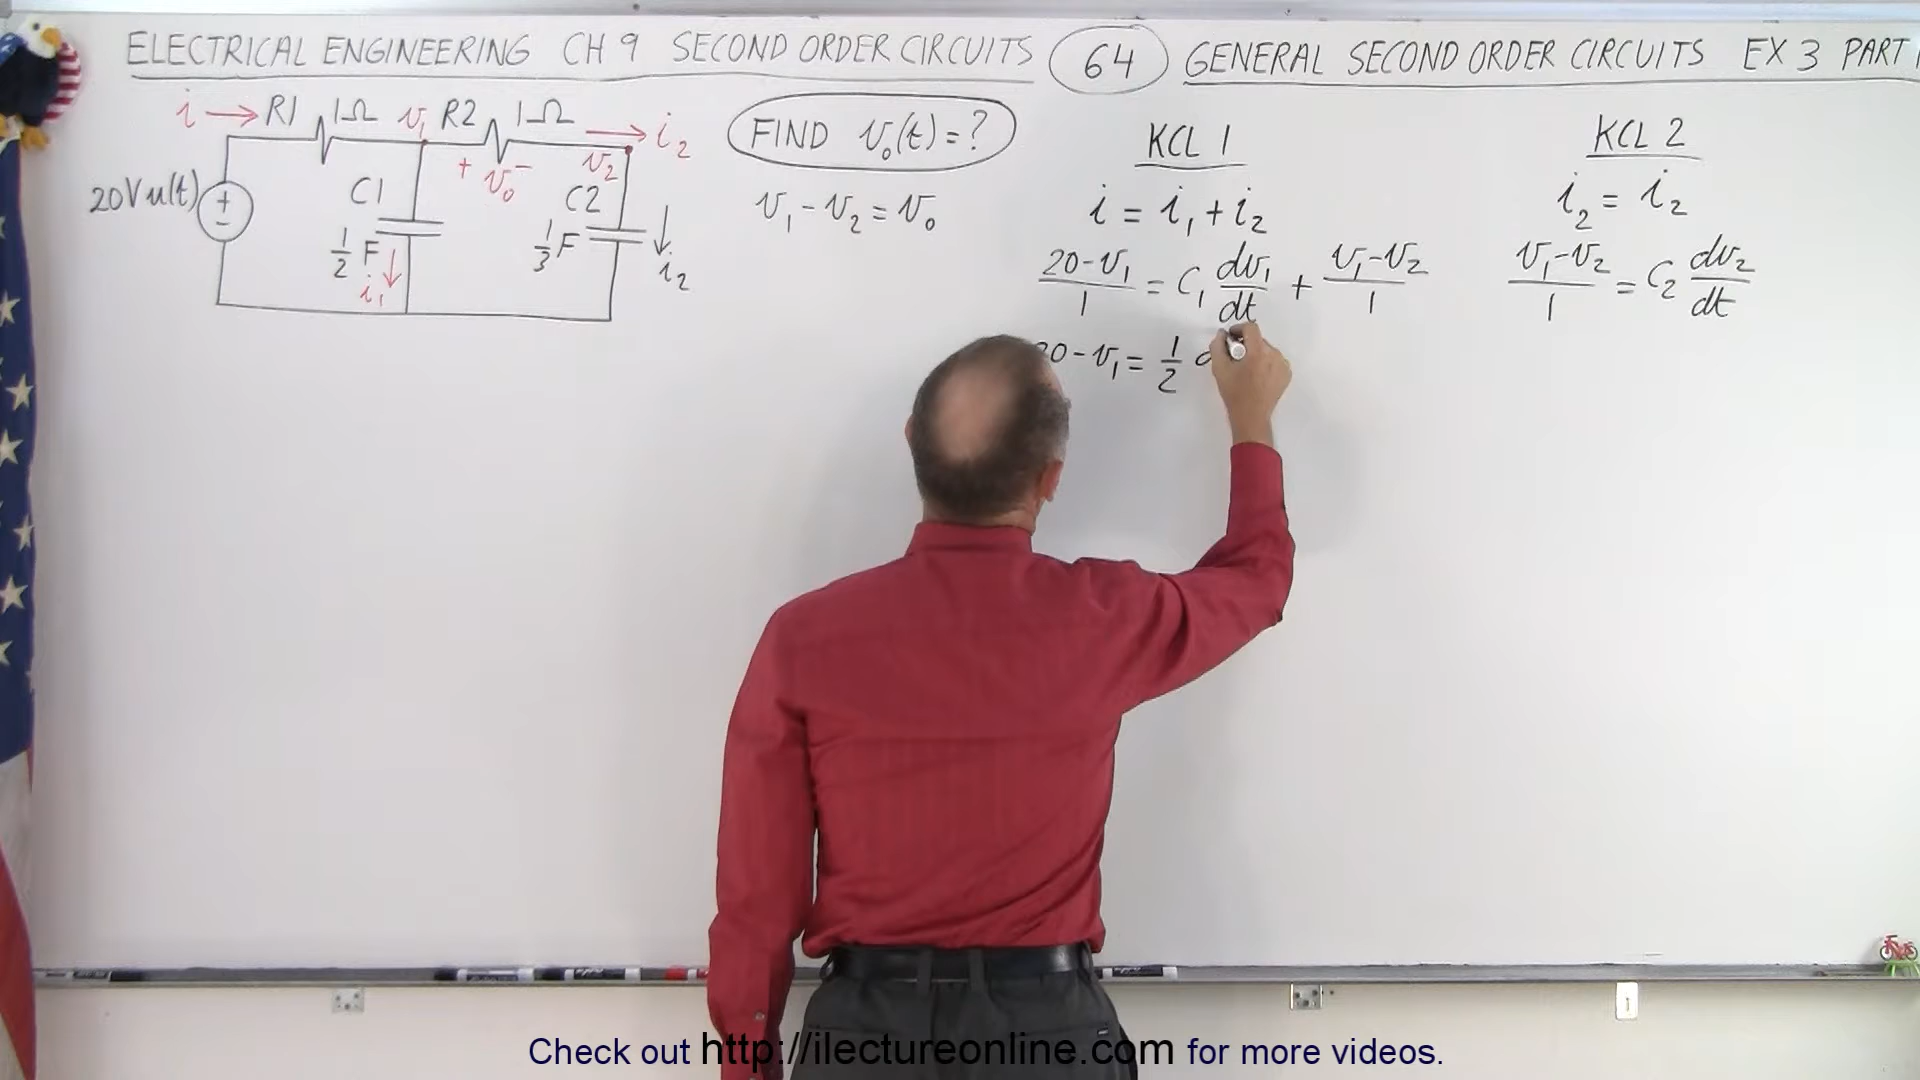 ELECTRICAL ENGINEERING CH 9 SECOND ORDER CIRCUITS 64 GENERAL SECOND ORDER CIRCUITS EX 3 PART 1
i → R1 1Ω v₁ R2 1Ω → i₂
+ v₀ − v₂
20V u(t) + −
C1 1/2 F i₁ ↓
C2 1/3 F ↓ i₂
FIND v₀(t)=?
v₁ − v₂ = v₀
KCL 1
i = i₁ + i₂
(20 − v₁)/1 = C₁ dv₁/dt + (v₁ − v₂)/1
20 − v₁ = 1/2 d
KCL 2
i₂ = i₂
(v₁ − v₂)/1 = C₂ dv₂/dt
Check out http://ilectureonline.com for more videos.